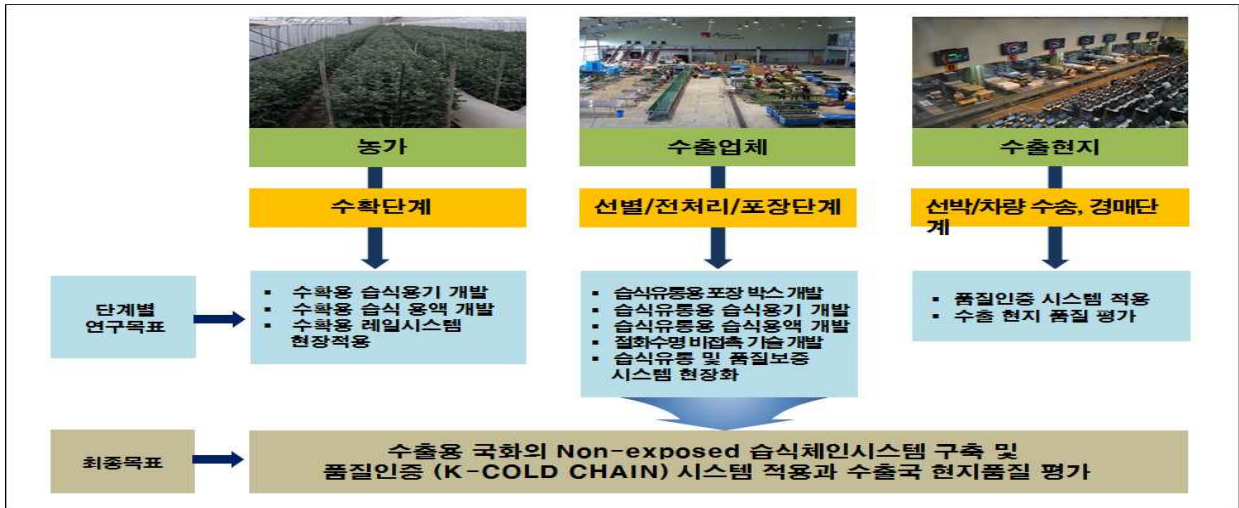 농가
수출업체
수출현지
수확단계
선별/전처리/포장단계
선박/차량 수송, 경매단
계
단계별
연구목표
▪ 수확용 습식용기 개발
▪ 수확용 습식 용액 개발
▪ 수확용 레일시스템
현장적용
▪ 습식유통용 포장 박스 개발
▪ 습식유통용 습식용기 개발
▪ 습식유통용 습식용액 개발
▪ 절화수명 비접촉 기술 개발
▪ 습식유통 및 품질보증
시스템 현장화
▪ 품질인증 시스템 적용
▪ 수출 현지 품질 평가
최종목표
수출용 국화의 Non-exposed 습식체인시스템 구축 및
품질인증 (K-COLD CHAIN) 시스템 적용과 수출국 현지품질 평가